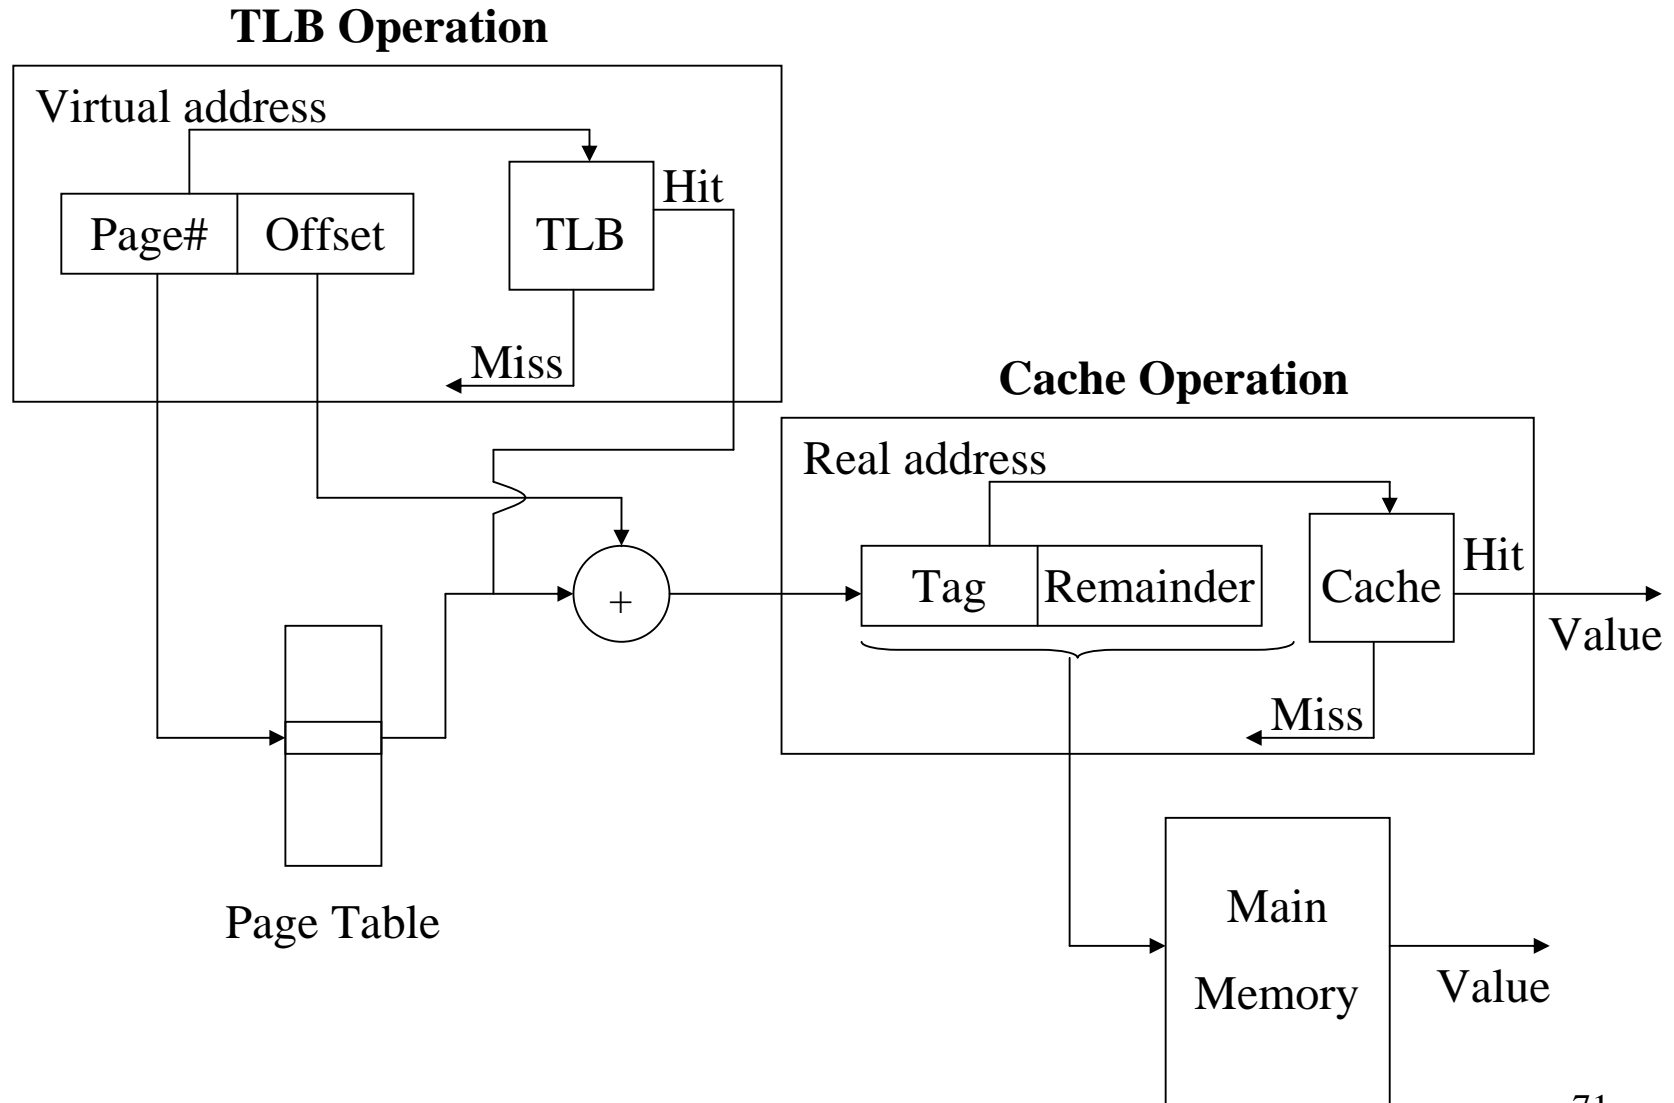 TLB Operation
Virtual address
Hit
Page# Offset TLB
Miss
Cache Operation
Real address
Hit
Tag Remainder Cache
+
Value
Miss
Page Table
Main
Memory
Value
71